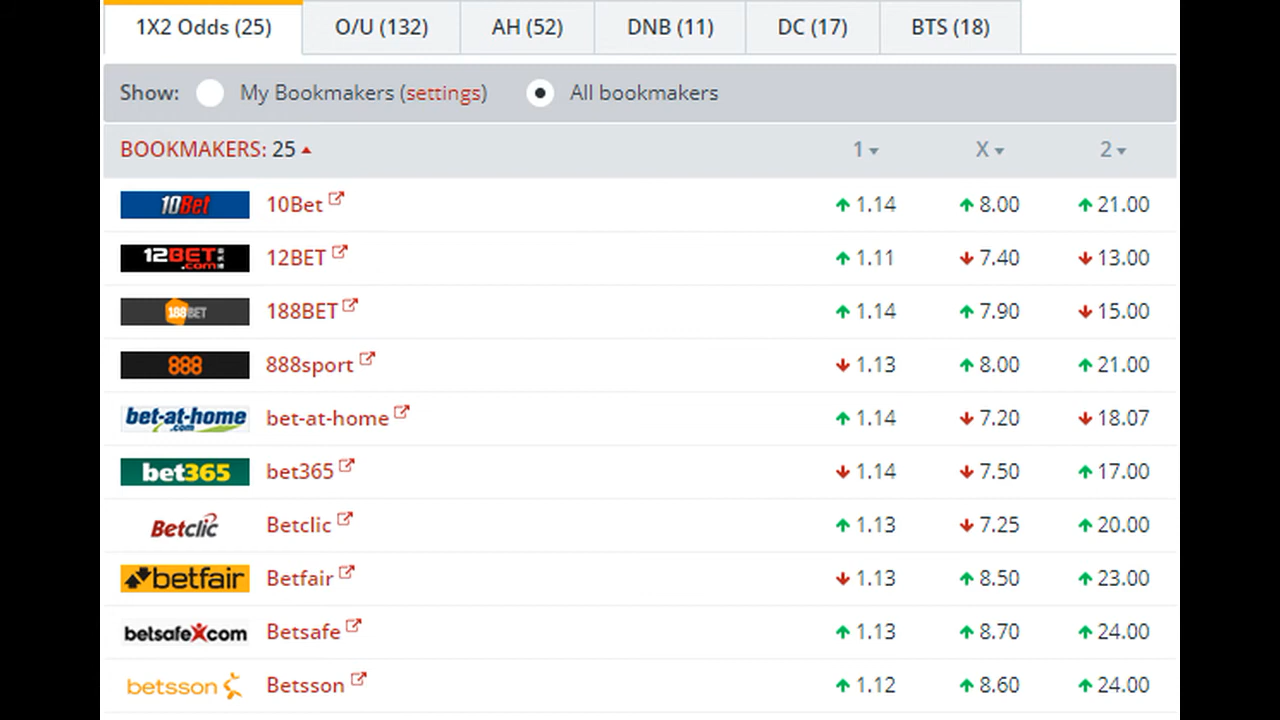 1X2 Odds (25) O/U (132) AH (52) DNB (11) DC (17) BTS (18)
Show: My Bookmakers (settings) All bookmakers
BOOKMAKERS: 25 1 X 2
10Bet 10Bet 1.14 8.00 21.00
12BET .com 12BET 1.11 7.40 13.00
188BET 188BET 1.14 7.90 15.00
888 888sport 1.13 8.00 21.00
bet-at-home .com bet-at-home 1.14 7.20 18.07
bet365 bet365 1.14 7.50 17.00
Betclic Betclic 1.13 7.25 20.00
betfair Betfair 1.13 8.50 23.00
betsafe.com Betsafe 1.13 8.70 24.00
betsson Betsson 1.12 8.60 24.00